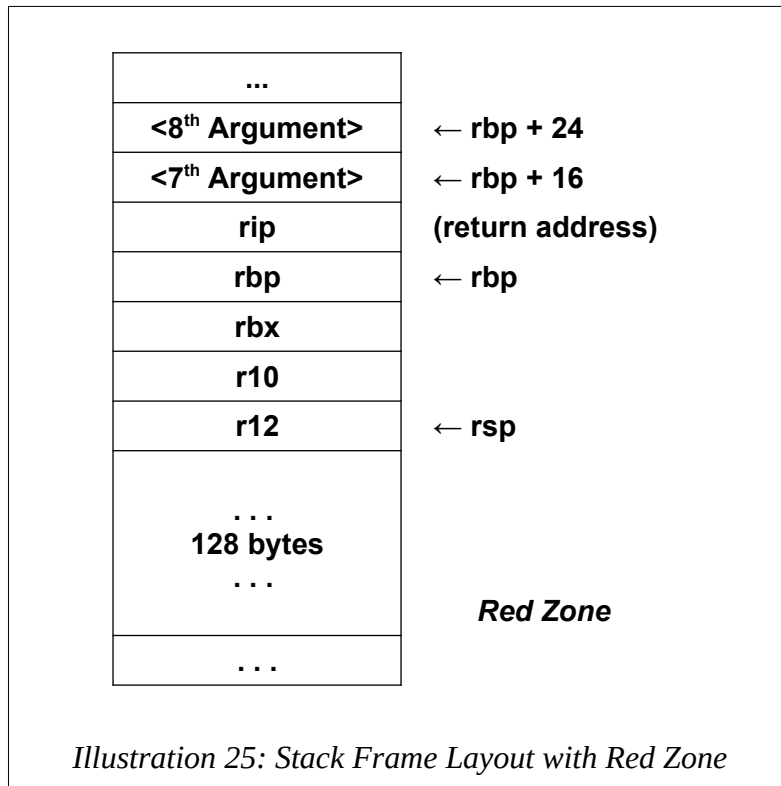 ...
<8th Argument> ← rbp + 24
<7th Argument> ← rbp + 16
rip (return address)
rbp ← rbp
rbx
r10
r12 ← rsp
. . .
128 bytes
. . .
Red Zone
. . .
Illustration 25: Stack Frame Layout with Red Zone